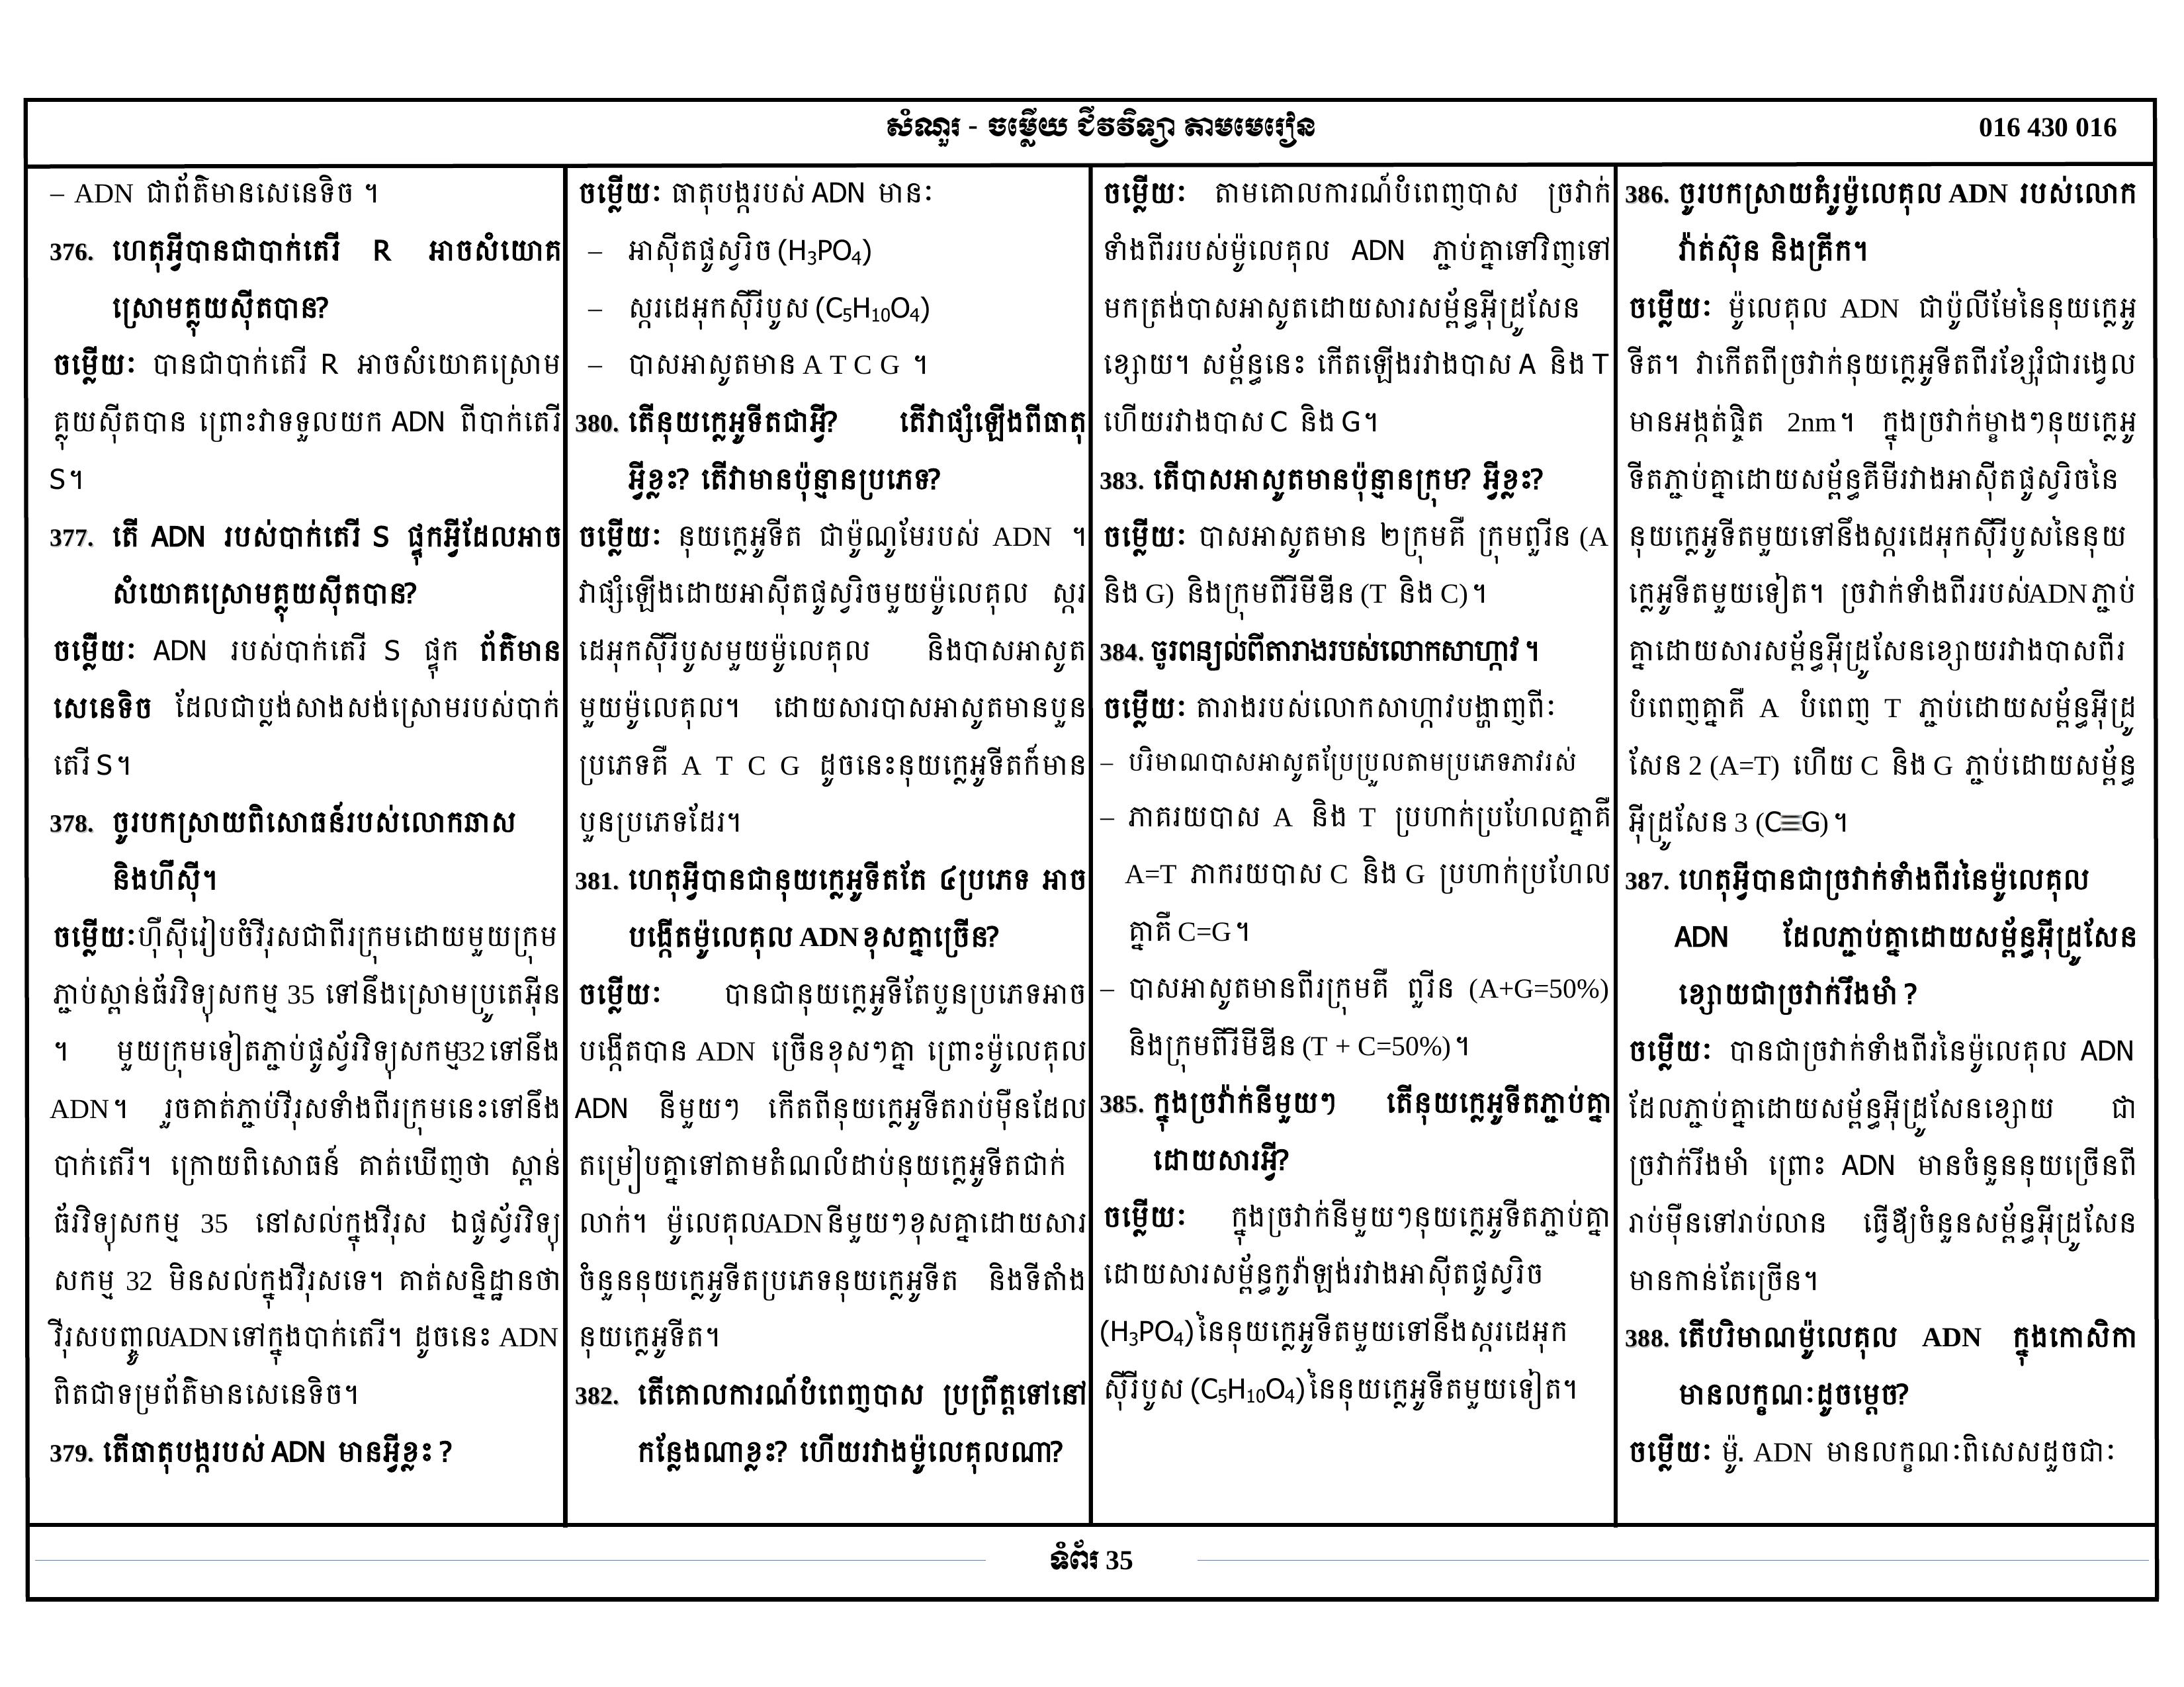 សំណួរ - ចម្លើយ ជីវវិទ្យា តាមមេរៀន
016 430 016
– ADN ជាព័ត៌មានសេនេទិច ។
376. ហេតុអ្វីបានជាបាក់តេរី R អាចសំយោគ
ស្រោមគ្លុយស៊ីតបាន?
ចម្លើយៈ បានជាបាក់តេរី R អាចសំយោគស្រោម
គ្លុយស៊ីតបាន ព្រោះវាទទួលយក ADN ពីបាក់តេរី
S។
377. តើ ADN របស់បាក់តេរី S ផ្ទុកអ្វីដែលអាច
សំយោគស្រោមគ្លុយស៊ីតបាន?
ចម្លើយៈ ADN របស់បាក់តេរី S ផ្ទុក ព័ត៌មាន
សេនេទិច ដែលជាប្លង់សាងសង់ស្រោមរបស់បាក់
តេរី S។
378. ចូរបកស្រាយពិសោធន៍របស់លោកឆាស
និងហឺស៊ី។
ចម្លើយៈហ៊ឺស៊ីរៀបចំវីរុសជាពីរក្រុមដោយមួយក្រុម
ភ្ជាប់ស្ពាន់ធ័រវិទ្យុសកម្ម 35 ទៅនឹងស្រោមប្រូតេអ៊ីន
។ មួយក្រុមទៀតភ្ជាប់ផូស្វ័រវិទ្យុសកម្ម32 ទៅនឹង
ADN។ រួចគាត់ភ្ជាប់វីរុសទាំងពីរក្រុមនេះទៅនឹង
បាក់តេរី។ ក្រោយពិសោធន៍ គាត់ឃើញថា ស្ពាន់
ធ័រវិទ្យុសកម្ម 35 នៅសល់ក្នុងវីរុស ឯផូស្វ័រវិទ្យុ
សកម្ម 32 មិនសល់ក្នុងវីរុសទេ។ គាត់សន្និដ្ឋានថា
វីរុសបញ្ចូលADN ទៅក្នុងបាក់តេរី។ ដូចនេះ ADN
ពិតជាទម្រព័ត៌មានសេនេទិច។
379. តើធាតុបង្ករបស់ ADN មានអ្វីខ្លះ ?
ចម្លើយៈ ធាតុបង្ករបស់ ADN មានៈ
– អាស៊ីតផូស្វរិច (H₃PO₄)
– ស្ករដេអុកស៊ីរីបូស (C₅H₁₀O₄)
– បាសអាសូតមាន A T C G ។
380. តើនុយក្លេអូទីតជាអ្វី? តើវាផ្សំឡើងពីធាតុ
អ្វីខ្លះ? តើវាមានប៉ុន្មានប្រភេទ?
ចម្លើយៈ នុយក្លេអូទីត ជាម៉ូណូមែរបស់ ADN ។
វាផ្សំឡើងដោយអាស៊ីតផូស្វរិចមួយម៉ូលេគុល ស្ករ
ដេអុកស៊ីរីបូសមួយម៉ូលេគុល និងបាសអាសូត
មួយម៉ូលេគុល។ ដោយសារបាសអាសូតមានបួន
ប្រភេទគឺ A T C G ដូចនេះនុយក្លេអូទីតក៏មាន
បួនប្រភេទដែរ។
381. ហេតុអ្វីបានជានុយក្លេអូទីតតែ ៤ប្រភេទ អាច
បង្កើតម៉ូលេគុល ADN ខុសគ្នាច្រើន?
ចម្លើយៈ បានជានុយក្លេអូទីតែបួនប្រភេទអាច
បង្កើតបាន ADN ច្រើនខុសៗគ្នា ព្រោះម៉ូលេគុល
ADN នីមួយៗ កើតពីនុយក្លេអូទីតរាប់ម៉ឺនដែល
តម្រៀបគ្នាទៅតាមតំណលំដាប់នុយក្លេអូទីតជាក់
លាក់។ ម៉ូលេគុលADN នីមួយៗខុសគ្នាដោយសារ
ចំនួននុយក្លេអូទីតប្រភេទនុយក្លេអូទីត និងទីតាំង
នុយក្លេអូទីត។
382. តើគោលការណ៍បំពេញបាស ប្រព្រឹត្តទៅនៅ
កន្លែងណាខ្លះ? ហើយរវាងម៉ូលេគុលណា?
ចម្លើយៈ តាមគោលការណ៍បំពេញបាស ច្រវាក់
ទាំងពីររបស់ម៉ូលេគុល ADN ភ្ជាប់គ្នាទៅវិញទៅ
មកត្រង់បាសអាសូតដោយសារសម្ព័ន្ធអ៊ីដ្រូសែន
ខ្សោយ។ សម្ព័ន្ធនេះ កើតឡើងរវាងបាស A និង T
ហើយរវាងបាស C និង G។
383. តើបាសអាសូតមានប៉ុន្មានក្រុម? អ្វីខ្លះ?
ចម្លើយៈ បាសអាសូតមាន ២ក្រុមគឺ ក្រុមពួរីន (A
និង G) និងក្រុមពីរីមីឌីន (T និង C)។
384. ចូរពន្យល់ពីតារាងរបស់លោកសាហ្គាវ ។
ចម្លើយៈ តារាងរបស់លោកសាហ្គាវបង្ហាញពីៈ
– បរិមាណបាសអាសូតប្រែប្រួលតាមប្រភេទភាវរស់
– ភាគរយបាស A និង T ប្រហាក់ប្រហែលគ្នាគឺ
A=T ភាករយបាស C និង G ប្រហាក់ប្រហែល
គ្នាគឺ C=G។
– បាសអាសូតមានពីរក្រុមគឺ ពួរីន (A+G=50%)
និងក្រុមពីរីមីឌីន (T + C=50%)។
385. ក្នុងច្រវ៉ាក់នីមួយៗ តើនុយក្លេអូទីតភ្ជាប់គ្នា
ដោយសារអ្វី?
ចម្លើយៈ ក្នុងច្រវាក់នីមួយៗនុយក្លេអូទីតភ្ជាប់គ្នា
ដោយសារសម្ព័ន្ធកូវ៉ាឡង់រវាងអាស៊ីតផូស្វរិច
(H₃PO₄) នៃនុយក្លេអូទីតមួយទៅនឹងស្ករដេអុក
ស៊ីរីបូស (C₅H₁₀O₄) នៃនុយក្លេអូទីតមួយទៀត។
386. ចូរបកស្រាយគំរូម៉ូលេគុល ADN របស់លោក
វ៉ាត់ស៊ុន និងគ្រីក។
ចម្លើយៈ ម៉ូលេគុល ADN ជាប៉ូលីមែនៃនុយក្លេអូ
ទីត។ វាកើតពីច្រវាក់នុយក្លេអូទីតពីរខ្សែរុំជារង្វេល
មានអង្កត់ផ្ចិត 2nm។ ក្នុងច្រវាក់ម្ខាងៗនុយក្លេអូ
ទីតភ្ជាប់គ្នាដោយសម្ព័ន្ធគីមីរវាងអាស៊ីតផូស្វរិចនៃ
នុយក្លេអូទីតមួយទៅនឹងស្ករដេអុកស៊ីរីបូសនៃនុយ
ក្លេអូទីតមួយទៀត។ ច្រវាក់ទាំងពីររបស់ADN ភ្ជាប់
គ្នាដោយសារសម្ព័ន្ធអ៊ីដ្រូសែនខ្សោយរវាងបាសពីរ
បំពេញគ្នាគឺ A បំពេញ T ភ្ជាប់ដោយសម្ព័ន្ធអ៊ីដ្រូ
សែន 2 (A=T) ហើយ C និង G ភ្ជាប់ដោយសម្ព័ន្ធ
អ៊ីដ្រូសែន 3 (C≡G)។
387. ហេតុអ្វីបានជាច្រវាក់ទាំងពីរនៃម៉ូលេគុល
ADN ដែលភ្ជាប់គ្នាដោយសម្ព័ន្ធអ៊ីដ្រូសែន
ខ្សោយជាច្រវាក់រឹងមាំ ?
ចម្លើយៈ បានជាច្រវាក់ទាំងពីរនៃម៉ូលេគុល ADN
ដែលភ្ជាប់គ្នាដោយសម្ព័ន្ធអ៊ីដ្រូសែនខ្សោយ ជា
ច្រវាក់រឹងមាំ ព្រោះ ADN មានចំនួននុយច្រើនពី
រាប់ម៉ឺនទៅរាប់លាន ធ្វើឪ្យចំនួនសម្ព័ន្ធអ៊ីដ្រូសែន
មានកាន់តែច្រើន។
388. តើបរិមាណម៉ូលេគុល ADN ក្នុងកោសិកា
មានលក្ខណៈដូចម្តេច?
ចម្លើយៈ ម៉ូ. ADN មានលក្ខណៈពិសេសដួចជាៈ
ទំព័រ 35